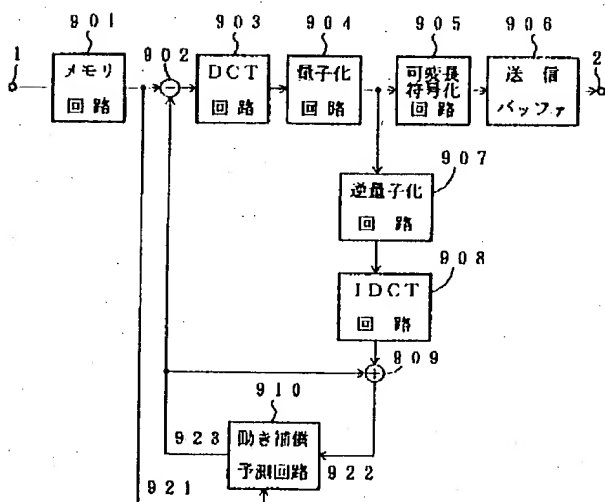 901
902
903
904
905
906
1
メモリ
回路
DCT
回路
量子化
回路
可変長
符号化
回路
送信
バッファ
2
逆量子化
回路
907
IDCT
回路
908
909
910
動き補償
予測回路
923
922
921